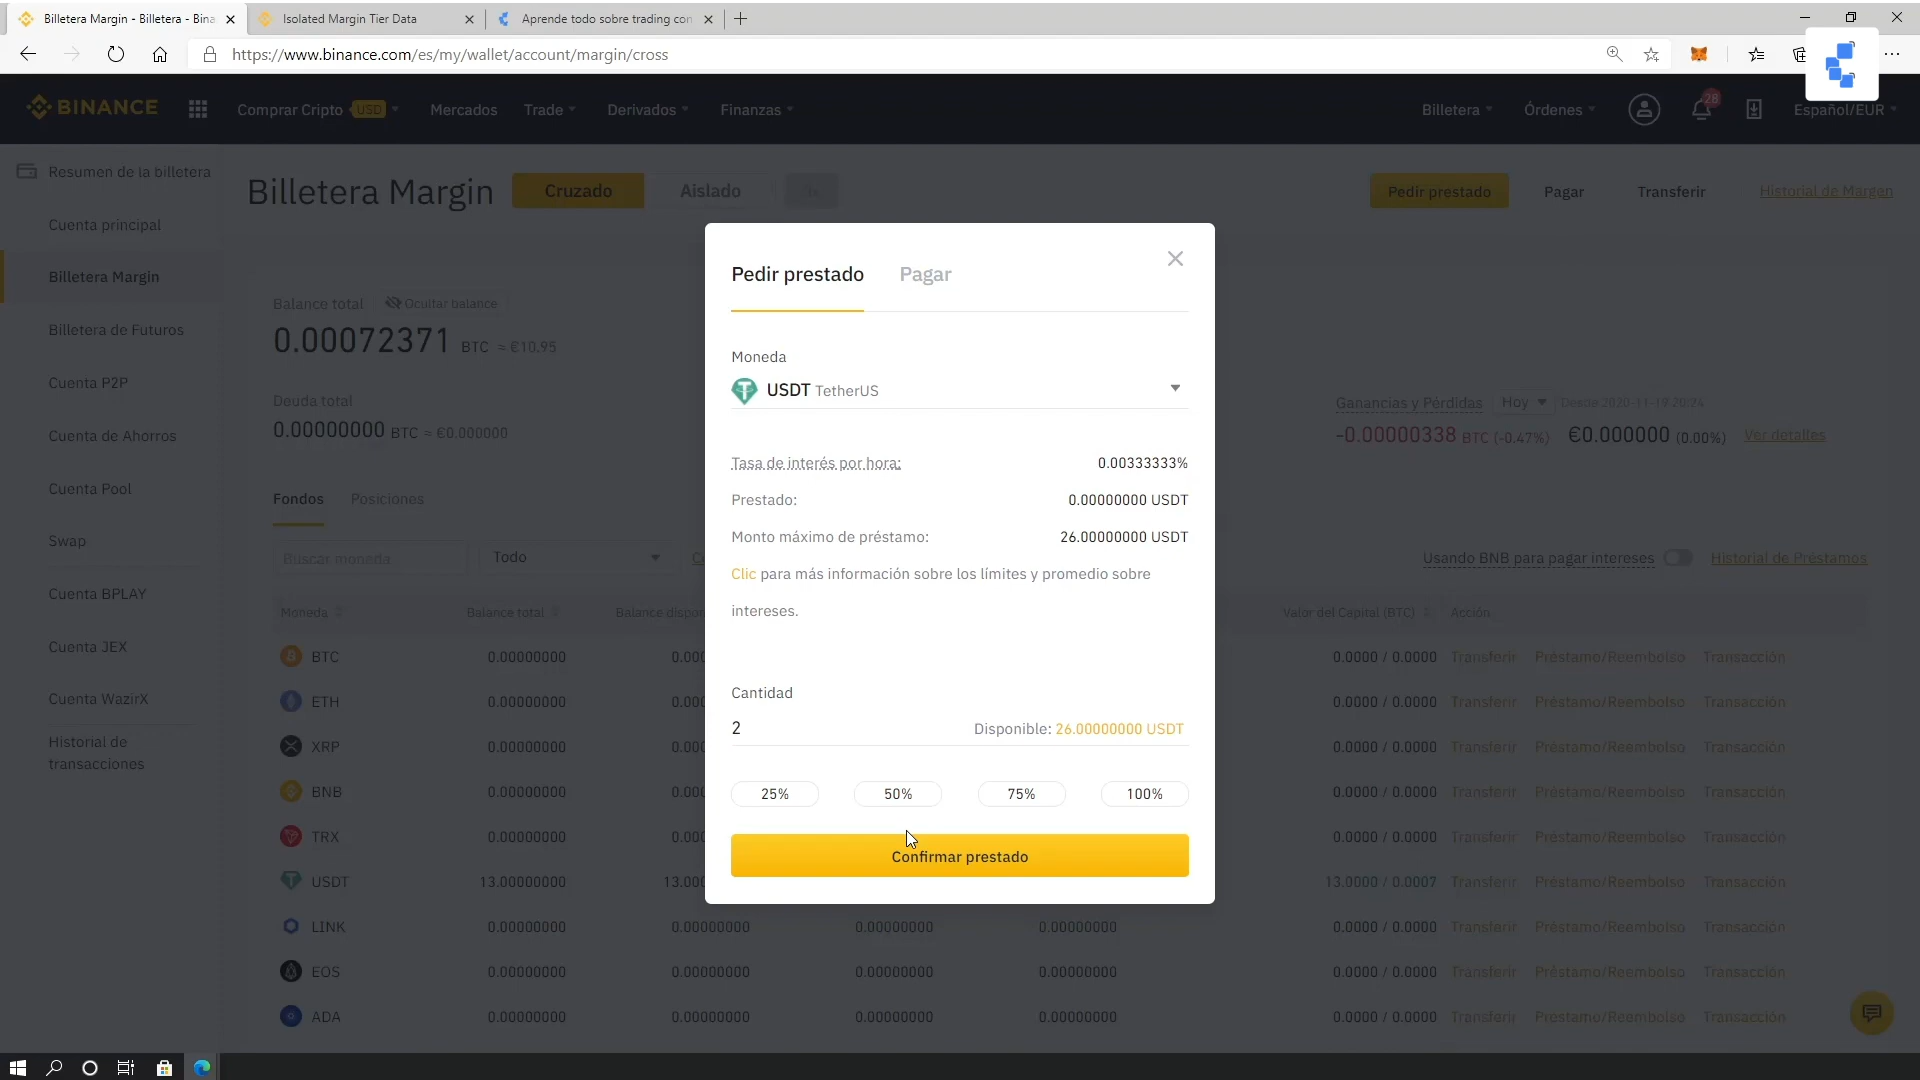 Billetera Margin - Billetera - Bina
Isolated Margin Tier Data
Aprende todo sobre trading con
https://www.binance.com/es/my/wallet/account/margin/cross
BINANCE
Comprar Cripto USD
Mercados
Trade
Derivados
Finanzas
Billetera
Órdenes
28
Español/EUR
Resumen de la billetera
Cuenta principal
Billetera Margin
Billetera de Futuros
Cuenta P2P
Cuenta de Ahorros
Cuenta Pool
Swap
Cuenta BPLAY
Cuenta JEX
Cuenta WazirX
Historial de
transacciones
Billetera Margin
Cruzado
Aislado
Pedir prestado
Pagar
Transferir
Historial de Margen
Balance total
Ocultar balance
0.00072371 BTC ≈ €10,95
Deuda total
0.00000000 BTC ≈ €0.000000
Ganancias y Pérdidas
Hoy
Desde 2020-11-19 20:24
-0.00000338 BTC (-0.47%) €0.000000 (0.00%)
Ver detalles
Fondos
Posiciones
Buscar moneda
Todo
Usando BNB para pagar intereses
Historial de Préstamos
Moneda Balance total Valor del Capital (BTC) Acción
BTC 0.00000000 0.0000 / 0.0000 Transferir Préstamo/Reembolso Transacción
ETH 0.00000000 0.0000 / 0.0000 Transferir Préstamo/Reembolso Transacción
XRP 0.00000000 0.0000 / 0.0000 Transferir Préstamo/Reembolso Transacción
BNB 0.00000000 0.0000 / 0.0000 Transferir Préstamo/Reembolso Transacción
TRX 0.00000000 0.0000 / 0.0000 Transferir Préstamo/Reembolso Transacción
USDT 13.00000000 13.0000 / 0.0007 Transferir Préstamo/Reembolso Transacción
LINK 0.00000000 0.00000000 0.00000000 0.00000000 0.0000 / 0.0000 Transferir Préstamo/Reembolso Transacción
EOS 0.00000000 0.00000000 0.00000000 0.00000000 0.0000 / 0.0000 Transferir Préstamo/Reembolso Transacción
ADA 0.00000000 0.00000000 0.00000000 0.00000000 0.0000 / 0.0000 Transferir Préstamo/Reembolso Transacción
Pedir prestado
Pagar
Moneda
USDT TetherUS
Tasa de interés por hora: 0.00333333%
Prestado: 0.00000000 USDT
Monto máximo de préstamo: 26.00000000 USDT
Clic para más información sobre los límites y promedio sobre
intereses.
Cantidad
2 Disponible: 26.00000000 USDT
25% 50% 75% 100%
Confirmar prestado